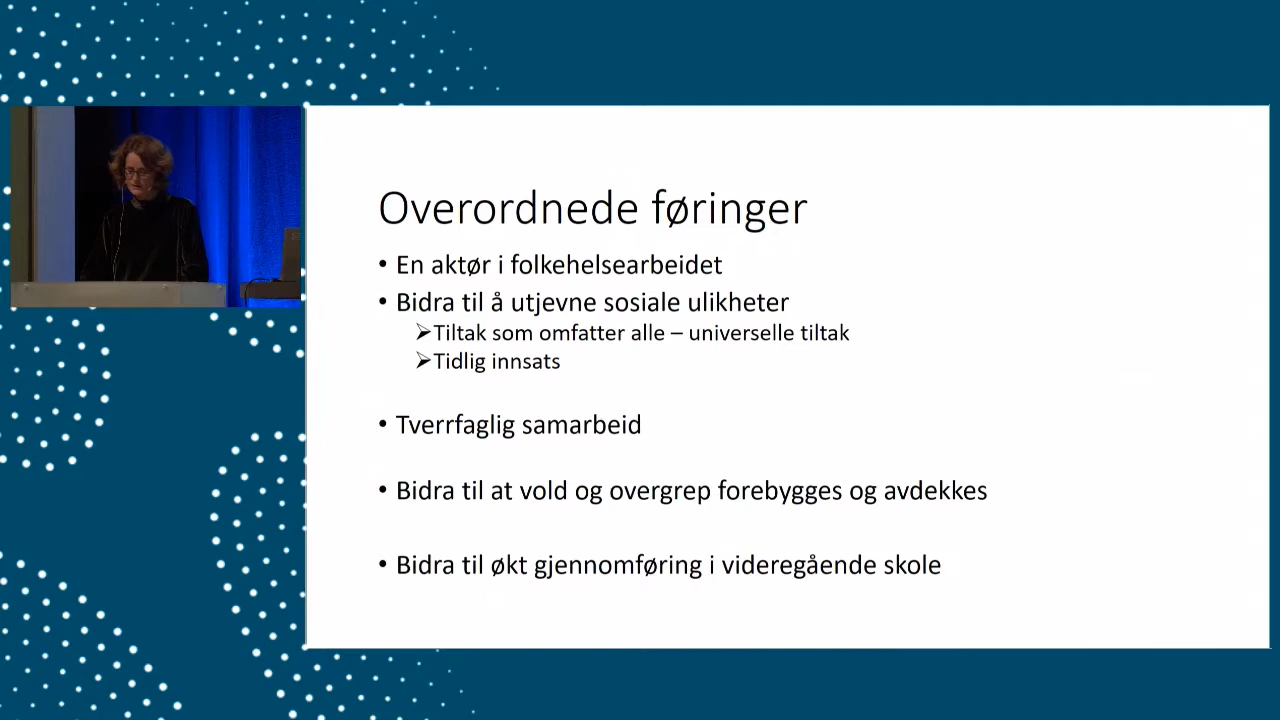 Overordnede føringer
• En aktør i folkehelsearbeidet
• Bidra til å utjevne sosiale ulikheter
➢Tiltak som omfatter alle – universelle tiltak
➢Tidlig innsats
• Tverrfaglig samarbeid
• Bidra til at vold og overgrep forebygges og avdekkes
• Bidra til økt gjennomføring i videregående skole